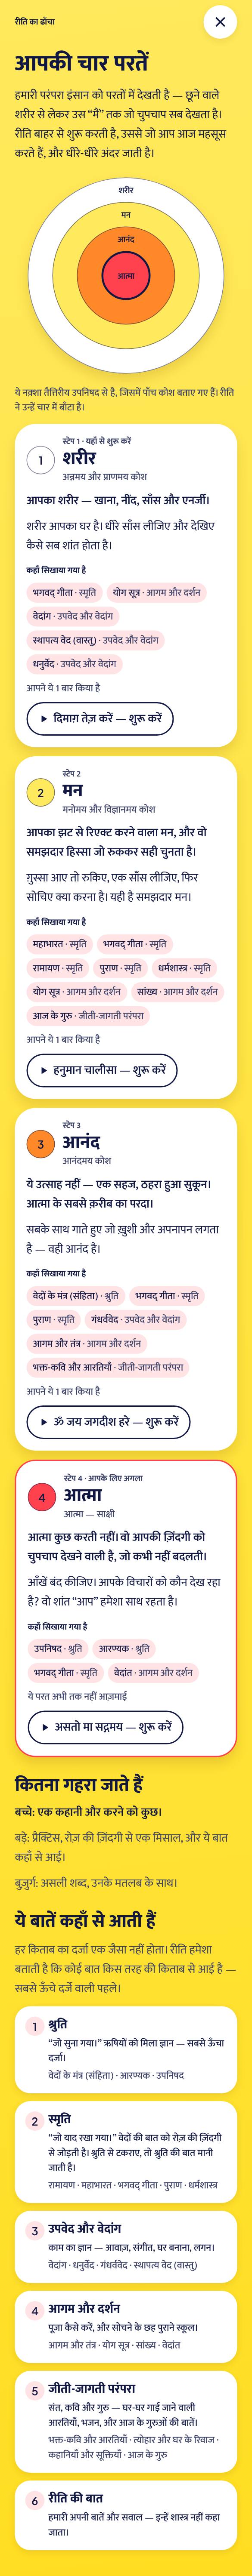 रीति का ढाँचा
आपकी चार परतें
हमारी परंपरा इंसान को परतों में देखती है — छूने वाले
शरीर से लेकर उस “मैं” तक जो चुपचाप सब देखता है।
रीति बाहर से शुरू करती है, उससे जो आप आज महसूस
करते हैं, और धीरे-धीरे अंदर जाती है।
शरीर
मन
आनंद
आत्मा
ये नक़्शा तैत्तिरीय उपनिषद से है, जिसमें पाँच कोश बताए गए हैं। रीति
ने उन्हें चार में बाँटा है।
स्टेप 1 · यहाँ से शुरू करें
1
शरीर
अन्नमय और प्राणमय कोश
आपका शरीर — खाना, नींद, साँस और एनर्जी।
शरीर आपका घर है। धीरे साँस लीजिए और देखिए
कैसे सब शांत होता है।
कहाँ सिखाया गया है
भगवद् गीता · स्मृति योग सूत्र · आगम और दर्शन
वेदांग · उपवेद और वेदांग
स्थापत्य वेद (वास्तु) · उपवेद और वेदांग
धनुर्वेद · उपवेद और वेदांग
आपने ये 1 बार किया है
▶ दिमाग़ तेज़ करें — शुरू करें
स्टेप 2
2
मन
मनोमय और विज्ञानमय कोश
आपका झट से रिएक्ट करने वाला मन, और वो
समझदार हिस्सा जो रुककर सही चुनता है।
ग़ुस्सा आए तो रुकिए, एक साँस लीजिए, फिर
सोचिए क्या करना है। यही है समझदार मन।
कहाँ सिखाया गया है
महाभारत · स्मृति भगवद् गीता · स्मृति
रामायण · स्मृति पुराण · स्मृति धर्मशास्त्र · स्मृति
योग सूत्र · आगम और दर्शन सांख्य · आगम और दर्शन
आज के गुरु · जीती-जागती परंपरा
आपने ये 1 बार किया है
▶ हनुमान चालीसा — शुरू करें
स्टेप 3
3
आनंद
आनंदमय कोश
ये उत्साह नहीं — एक सहज, ठहरा हुआ सुकून।
आत्मा के सबसे क़रीब का परदा।
सबके साथ गाते हुए जो ख़ुशी और अपनापन लगता
है — वही आनंद है।
कहाँ सिखाया गया है
वेदों के मंत्र (संहिता) · श्रुति भगवद् गीता · स्मृति
पुराण · स्मृति गंधर्ववेद · उपवेद और वेदांग
आगम और तंत्र · आगम और दर्शन
भक्त-कवि और आरतियाँ · जीती-जागती परंपरा
आपने ये 1 बार किया है
▶ ॐ जय जगदीश हरे — शुरू करें
स्टेप 4 · आपके लिए अगला
4
आत्मा
आत्मा — साक्षी
आत्मा कुछ करती नहीं। वो आपकी ज़िंदगी को
चुपचाप देखने वाली है, जो कभी नहीं बदलती।
आँखें बंद कीजिए। आपके विचारों को कौन देख रहा
है? वो शांत “आप” हमेशा साथ रहता है।
कहाँ सिखाया गया है
उपनिषद · श्रुति आरण्यक · श्रुति
भगवद् गीता · स्मृति वेदांत · आगम और दर्शन
ये परत अभी तक नहीं आज़माई
▶ असतो मा सद्गमय — शुरू करें
कितना गहरा जाते हैं
बच्चे: एक कहानी और करने को कुछ।
बड़े: प्रैक्टिस, रोज़ की ज़िंदगी से एक मिसाल, और ये बात
कहाँ से आई।
बुज़ुर्ग: असली शब्द, उनके मतलब के साथ।
ये बातें कहाँ से आती हैं
हर किताब का दर्जा एक जैसा नहीं होता। रीति हमेशा
बताती है कि कोई बात किस तरह की किताब से आई है —
सबसे ऊँचे दर्जे वाली पहले।
1 श्रुति
“जो सुना गया।” ऋषियों को मिला ज्ञान — सबसे ऊँचा
दर्जा।
वेदों के मंत्र (संहिता) · आरण्यक · उपनिषद
2 स्मृति
“जो याद रखा गया।” वेदों की बात को रोज़ की ज़िंदगी
से जोड़ती है। श्रुति से टकराए, तो श्रुति की बात मानी
जाती है।
रामायण · महाभारत · भगवद् गीता · पुराण · धर्मशास्त्र
3 उपवेद और वेदांग
काम का ज्ञान — आवाज़, संगीत, घर बनाना, लगन।
वेदांग · धनुर्वेद · गंधर्ववेद · स्थापत्य वेद (वास्तु)
4 आगम और दर्शन
पूजा कैसे करें, और सोचने के छह पुराने स्कूल।
आगम और तंत्र · योग सूत्र · सांख्य · वेदांत
5 जीती-जागती परंपरा
संत, कवि और गुरु — घर-घर गाई जाने वाली
आरतियाँ, भजन, और आज के गुरुओं की बातें।
भक्त-कवि और आरतियाँ · त्योहार और घर के रिवाज ·
कहानियाँ और सूक्तियाँ · आज के गुरु
6 रीति की बात
हमारी अपनी बातें और सवाल — इन्हें शास्त्र नहीं कहा
जाता।